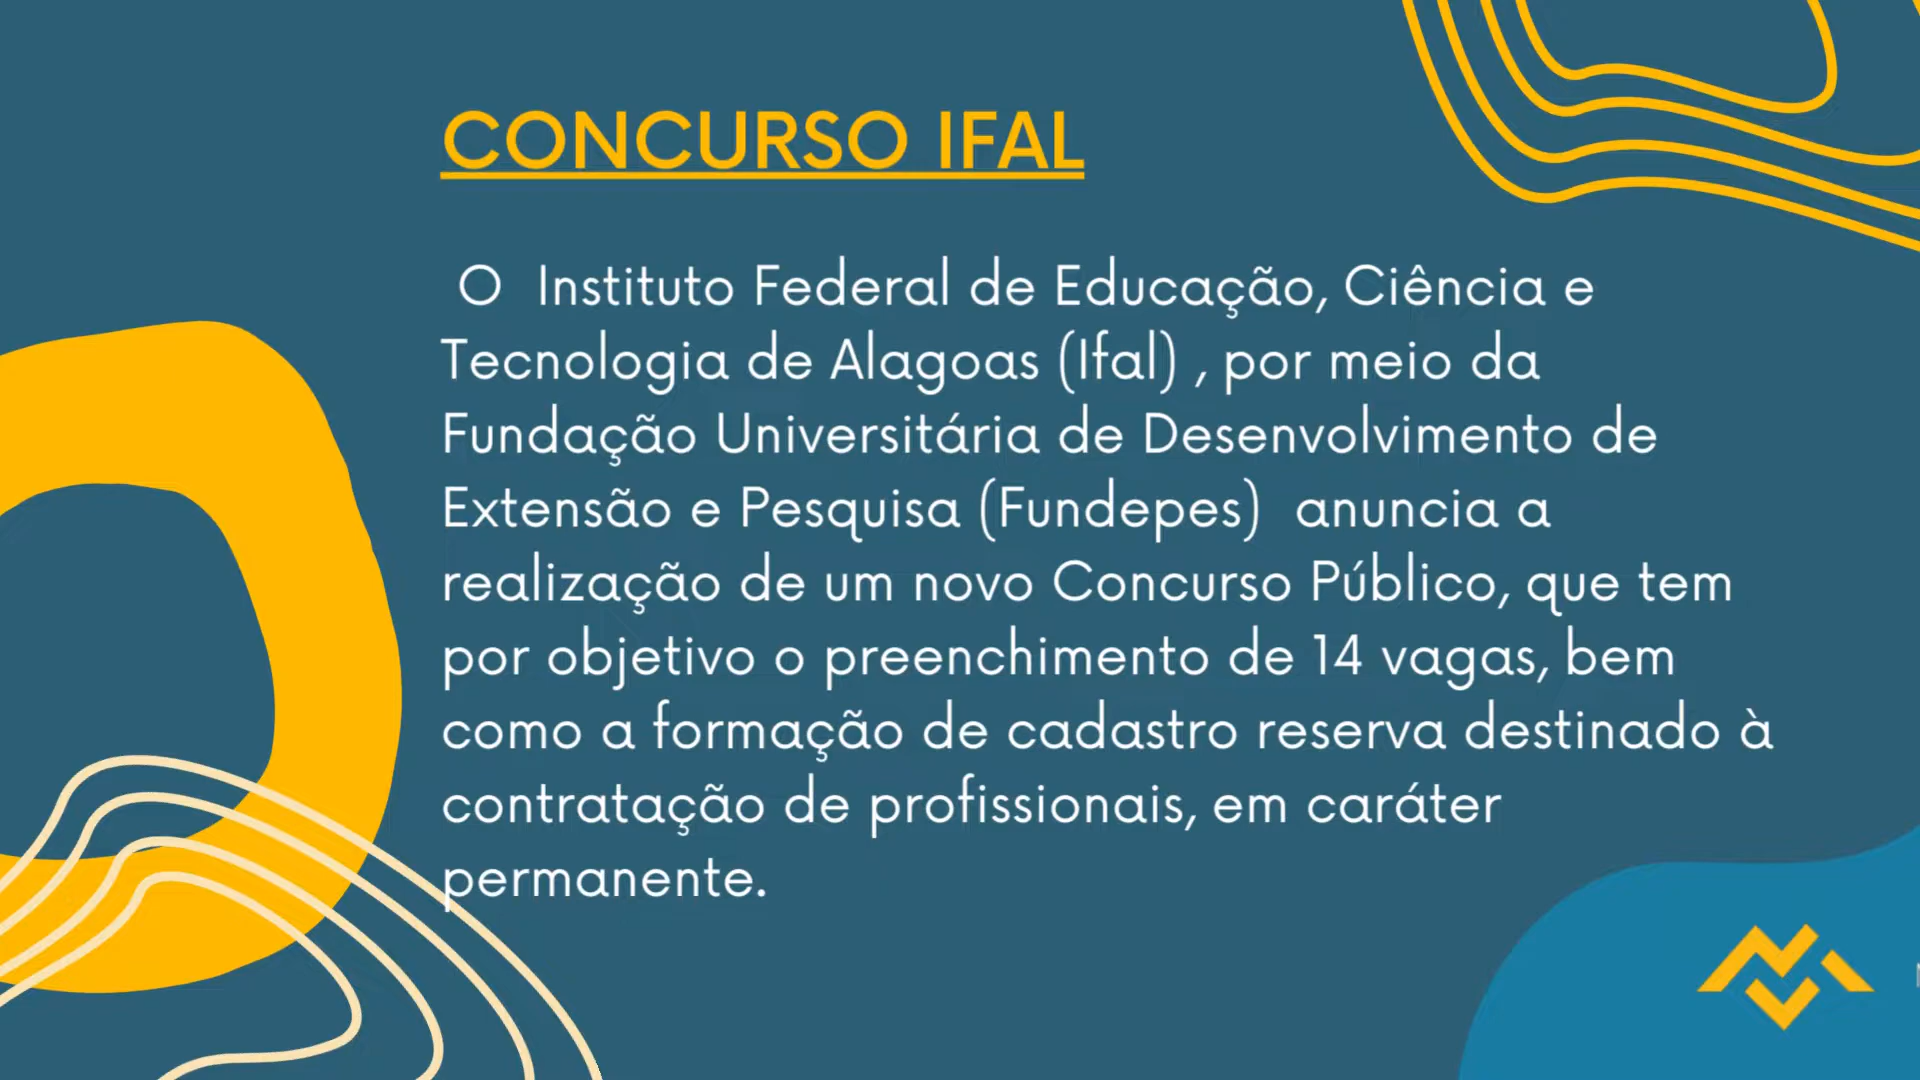 CONCURSO IFAL
O Instituto Federal de Educação, Ciência e
Tecnologia de Alagoas (Ifal) , por meio da
Fundação Universitária de Desenvolvimento de
Extensão e Pesquisa (Fundepes) anuncia a
realização de um novo Concurso Público, que tem
por objetivo o preenchimento de 14 vagas, bem
como a formação de cadastro reserva destinado à
contratação de profissionais, em caráter
permanente.